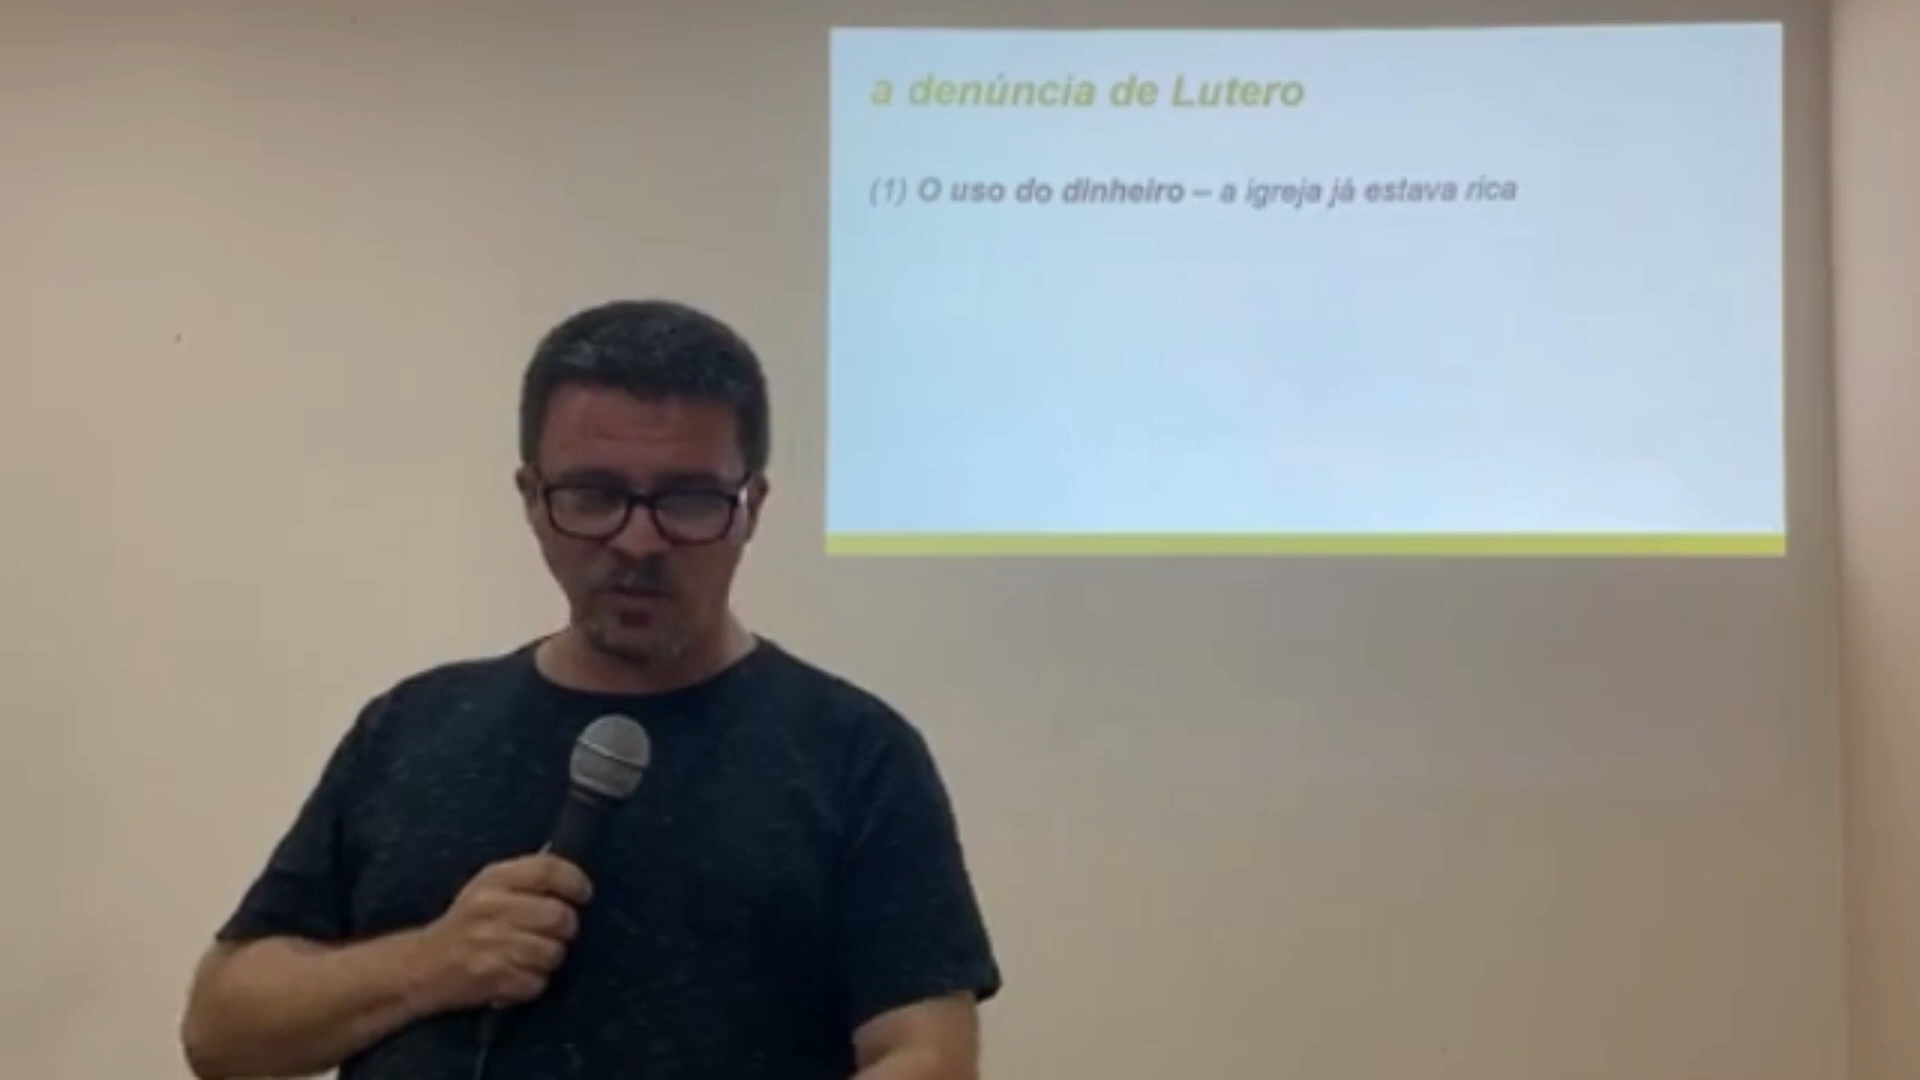 a denúncia de Lutero
(1) O uso do dinheiro – a igreja já estava rica